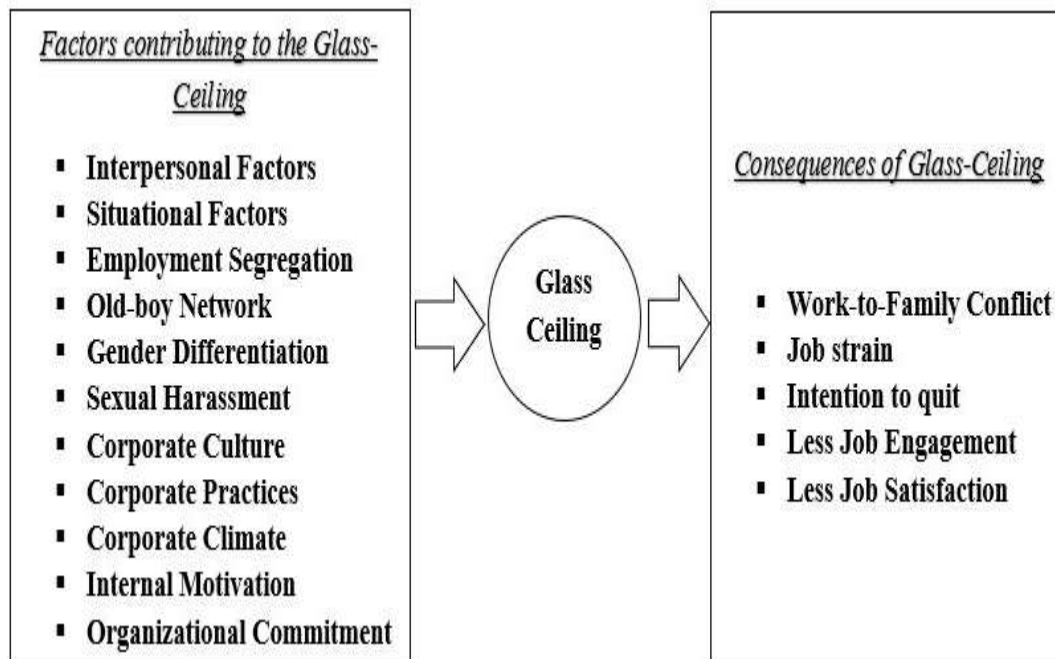 Factors contributing to the Glass-
Ceiling
▪ Interpersonal Factors
▪ Situational Factors
▪ Employment Segregation
▪ Old-boy Network
▪ Gender Differentiation
▪ Sexual Harassment
▪ Corporate Culture
▪ Corporate Practices
▪ Corporate Climate
▪ Internal Motivation
▪ Organizational Commitment
Glass
Ceiling
Consequences of Glass-Ceiling
▪ Work-to-Family Conflict
▪ Job strain
▪ Intention to quit
▪ Less Job Engagement
▪ Less Job Satisfaction